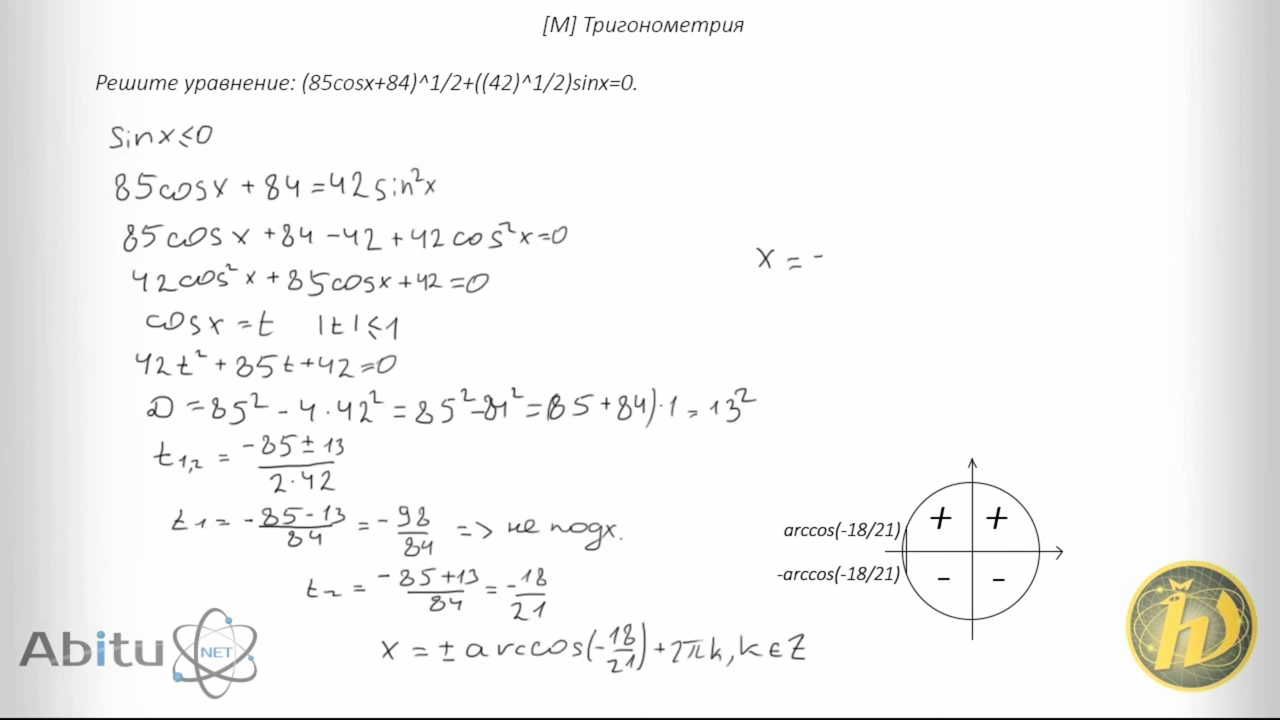 [М] Тригонометрия
Решите уравнение: (85cosx+84)^1/2+((42)^1/2)sinx=0.
sinx≤0
85cosx + 84 = 42sin²x
85cosx + 84 - 42 + 42cos²x = 0
42cos²x + 85cosx + 42 = 0
cosx = t |t| ≤ 1
42t² + 85t + 42 = 0
D = 85² - 4·42² = 85² - 84² = (85 + 84)·1 = 13²
t₁,₂ = (-85 ± 13)/(2·42)
t₁ = (-85 - 13)/84 = -98/84 => не подх.
t₂ = (-85 + 13)/84 = -18/21
x = ± arccos(-18/21) + 2πk, k ∈ Z
x = -
+ +
arccos(-18/21)
-arccos(-18/21)
- -
Abitu NET
h